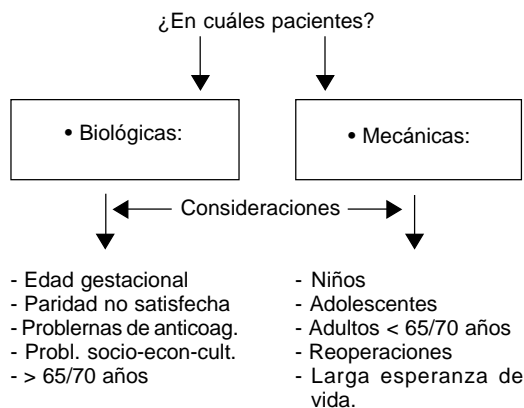 ¿En cuáles pacientes?
• Biológicas:
• Mecánicas:
Consideraciones
- Edad gestacional
- Paridad no satisfecha
- Problernas de anticoag.
- Probl. socio-econ-cult.
- > 65/70 años
- Niños
- Adolescentes
- Adultos < 65/70 años
- Reoperaciones
- Larga esperanza de
vida.